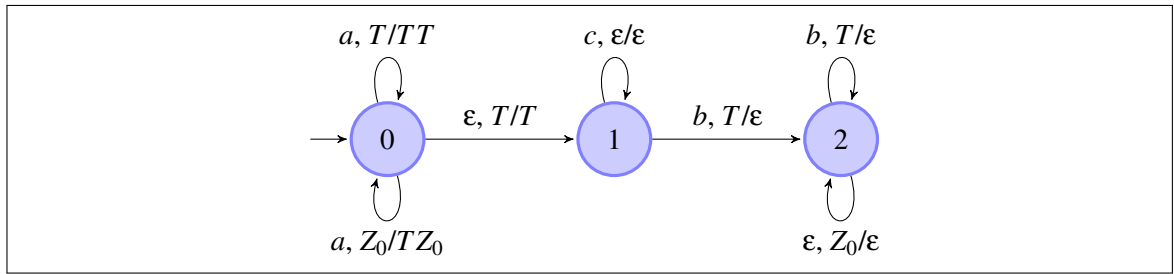 a, T/TT
c, ε/ε
b, T/ε
ε, T/T
b, T/ε
0
1
2
a, Z₀/TZ₀
ε, Z₀/ε